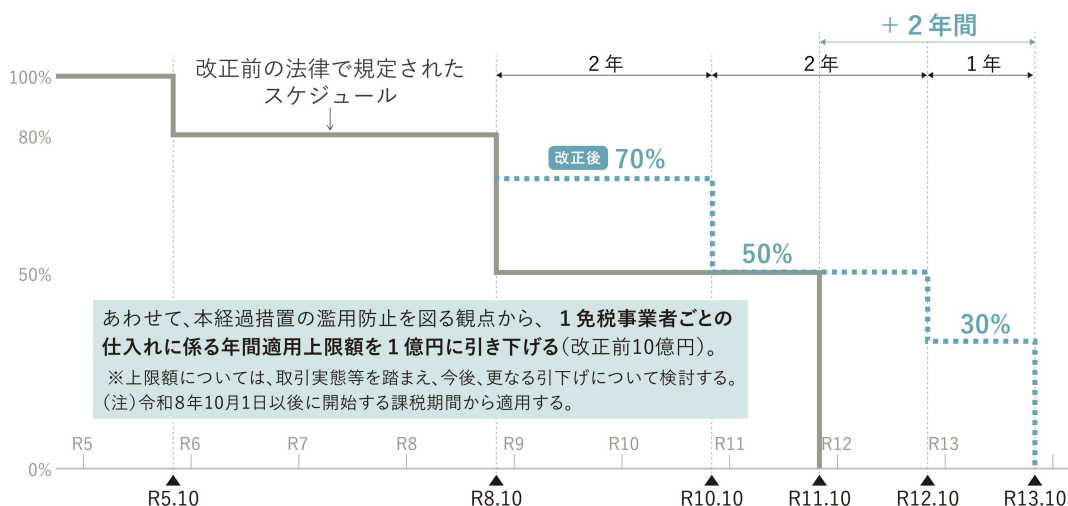 +2年間
2年
2年
1年
100%
改正前の法律で規定された
スケジュール
80%
改正後 70%
50%
50%
あわせて、本経過措置の濫用防止を図る観点から、１免税事業者ごとの
仕入れに係る年間適用上限額を１億円に引き下げる（改正前10億円）。
※上限額については、取引実態等を踏まえ、今後、更なる引下げについて検討する。
（注）令和8年10月1日以後に開始する課税期間から適用する。
30%
R5 R6 R7 R8 R9 R10 R11 R12 R13
0%
R5.10 R8.10 R10.10 R11.10 R12.10 R13.10